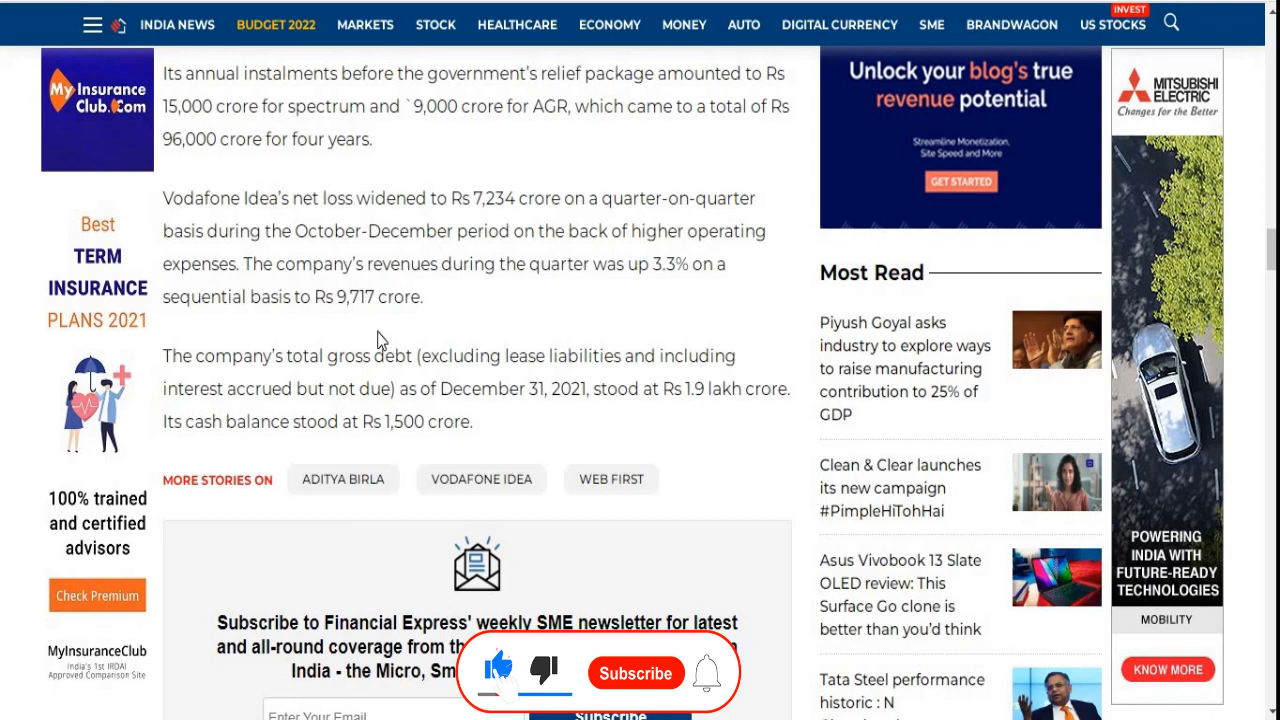 INVEST
INDIA NEWS BUDGET 2022 MARKETS STOCK HEALTHCARE ECONOMY MONEY AUTO DIGITAL CURRENCY SME BRANDWAGON US STOCKS
My Insurance
Club.Com
Best
TERM
INSURANCE
PLANS 2021
100% trained
and certified
advisors
Check Premium
MyInsuranceClub
India's 1st IRDAI
Approved Comparison Site
Its annual instalments before the government's relief package amounted to Rs
15,000 crore for spectrum and `9,000 crore for AGR, which came to a total of Rs
96,000 crore for four years.
Vodafone Idea's net loss widened to Rs 7,234 crore on a quarter-on-quarter
basis during the October-December period on the back of higher operating
expenses. The company's revenues during the quarter was up 3.3% on a
sequential basis to Rs 9,717 crore.
The company's total gross debt (excluding lease liabilities and including
interest accrued but not due) as of December 31, 2021, stood at Rs 1.9 lakh crore.
Its cash balance stood at Rs 1,500 crore.
MORE STORIES ON ADITYA BIRLA VODAFONE IDEA WEB FIRST
Subscribe to Financial Express' weekly SME newsletter for latest
and all-round coverage from th
India - the Micro, Sm
Subscribe
Enter Your Email
Subscribe
Unlock your blog's true
revenue potential
Streamline Monetization,
Site Speed and More
GET STARTED
Most Read
Piyush Goyal asks
industry to explore ways
to raise manufacturing
contribution to 25% of
GDP
Clean & Clear launches
its new campaign
#PimpleHiTohHai
Asus Vivobook 13 Slate
OLED review: This
Surface Go clone is
better than you'd think
Tata Steel performance
historic : N
MITSUBISHI
ELECTRIC
Changes for the Better
POWERING
INDIA WITH
FUTURE-READY
TECHNOLOGIES
MOBILITY
KNOW MORE